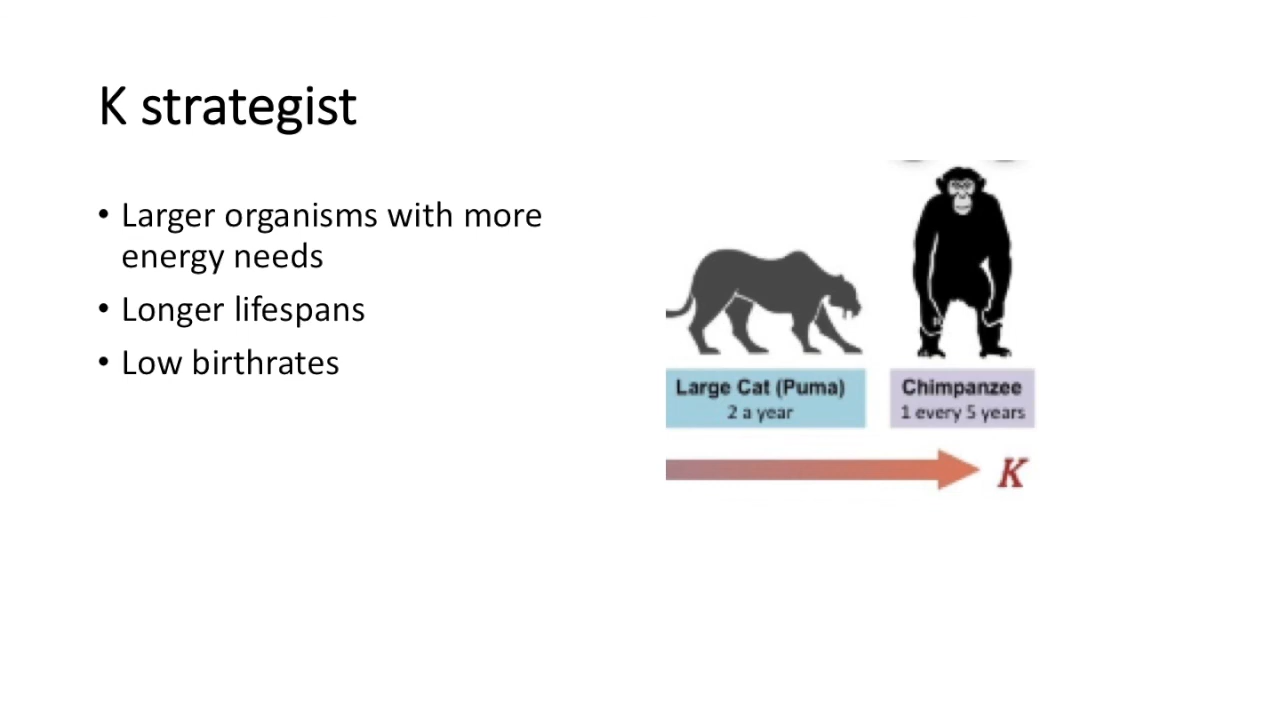 K strategist
• Larger organisms with more
energy needs
• Longer lifespans
• Low birthrates
Large Cat (Puma)
2 a year
Chimpanzee
1 every 5 years
K